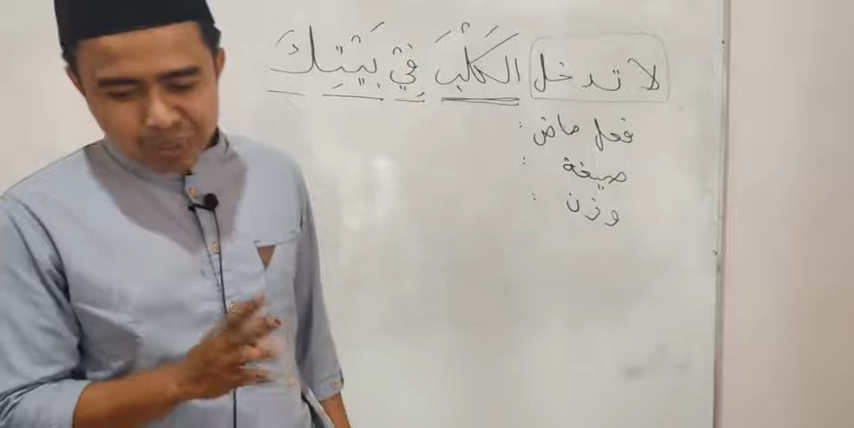 لا تدخل الكَلْبَ فِيْ بَيْتِكَ
فعل ماض :
صيغة :
وزن :